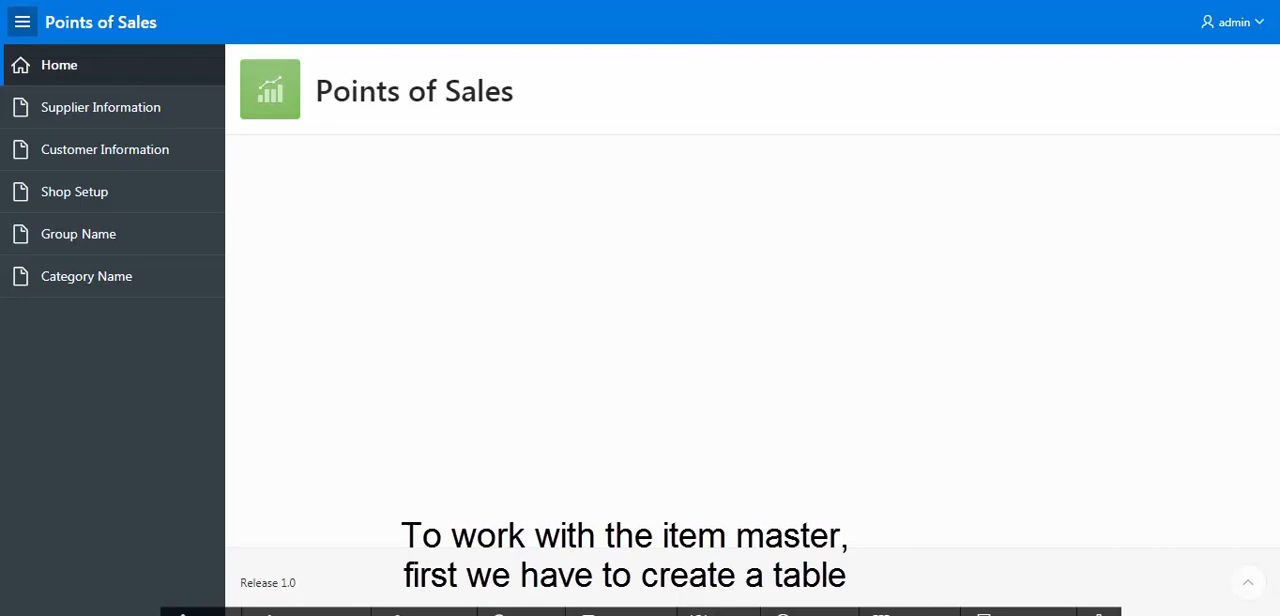 Points of Sales
admin
Home
Supplier Information
Customer Information
Shop Setup
Group Name
Category Name
Points of Sales
To work with the item master,
first we have to create a table
Release 1.0